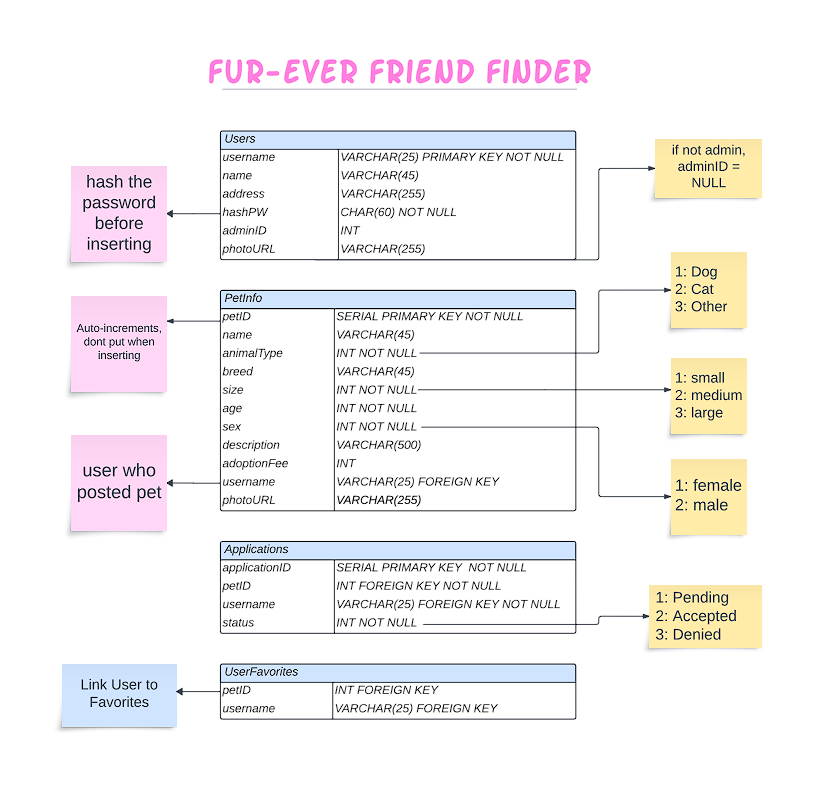 FUR-EVER FRIEND FINDER
Users
username VARCHAR(25) PRIMARY KEY NOT NULL
name VARCHAR(45)
address VARCHAR(255)
hashPW CHAR(60) NOT NULL
adminID INT
photoURL VARCHAR(255)
hash the
password
before
inserting
if not admin,
adminID =
NULL
PetInfo
petID SERIAL PRIMARY KEY NOT NULL
name VARCHAR(45)
animalType INT NOT NULL
breed VARCHAR(45)
size INT NOT NULL
age INT NOT NULL
sex INT NOT NULL
description VARCHAR(500)
adoptionFee INT
username VARCHAR(25) FOREIGN KEY
photoURL VARCHAR(255)
Auto-increments,
dont put when
inserting
user who
posted pet
1: Dog
2: Cat
3: Other
1: small
2: medium
3: large
1: female
2: male
Applications
applicationID SERIAL PRIMARY KEY NOT NULL
petID INT FOREIGN KEY NOT NULL
username VARCHAR(25) FOREIGN KEY NOT NULL
status INT NOT NULL
1: Pending
2: Accepted
3: Denied
UserFavorites
petID INT FOREIGN KEY
username VARCHAR(25) FOREIGN KEY
Link User to
Favorites